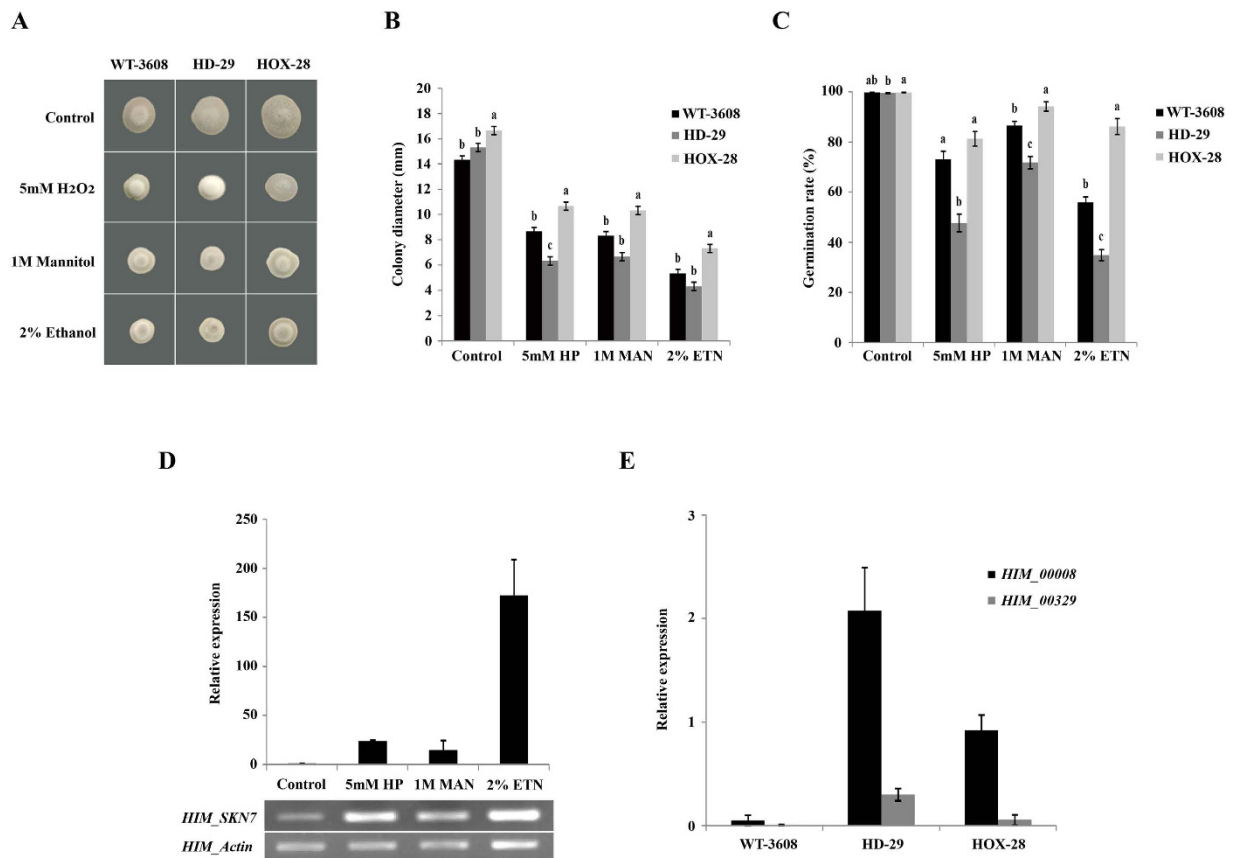 A
WT-3608 HD-29 HOX-28
Control
5mM H2O2
1M Mannitol
2% Ethanol
B
Colony diameter (mm)
20
18
16
14
12
10
8
6
4
2
0
b b a
b c a
b b a
b b a
WT-3608
HD-29
HOX-28
Control 5mM HP 1M MAN 2% ETN
C
Germination rate (%)
100
80
60
40
20
0
ab b a
a b a
b c a
b c a
WT-3608
HD-29
HOX-28
Control 5mM HP 1M MAN 2% ETN
D
Relative expression
250
200
150
100
50
0
Control 5mM HP 1M MAN 2% ETN
HIM_SKN7
HIM_Actin
E
Relative expression
3
2
1
0
HIM_00008
HIM_00329
WT-3608 HD-29 HOX-28